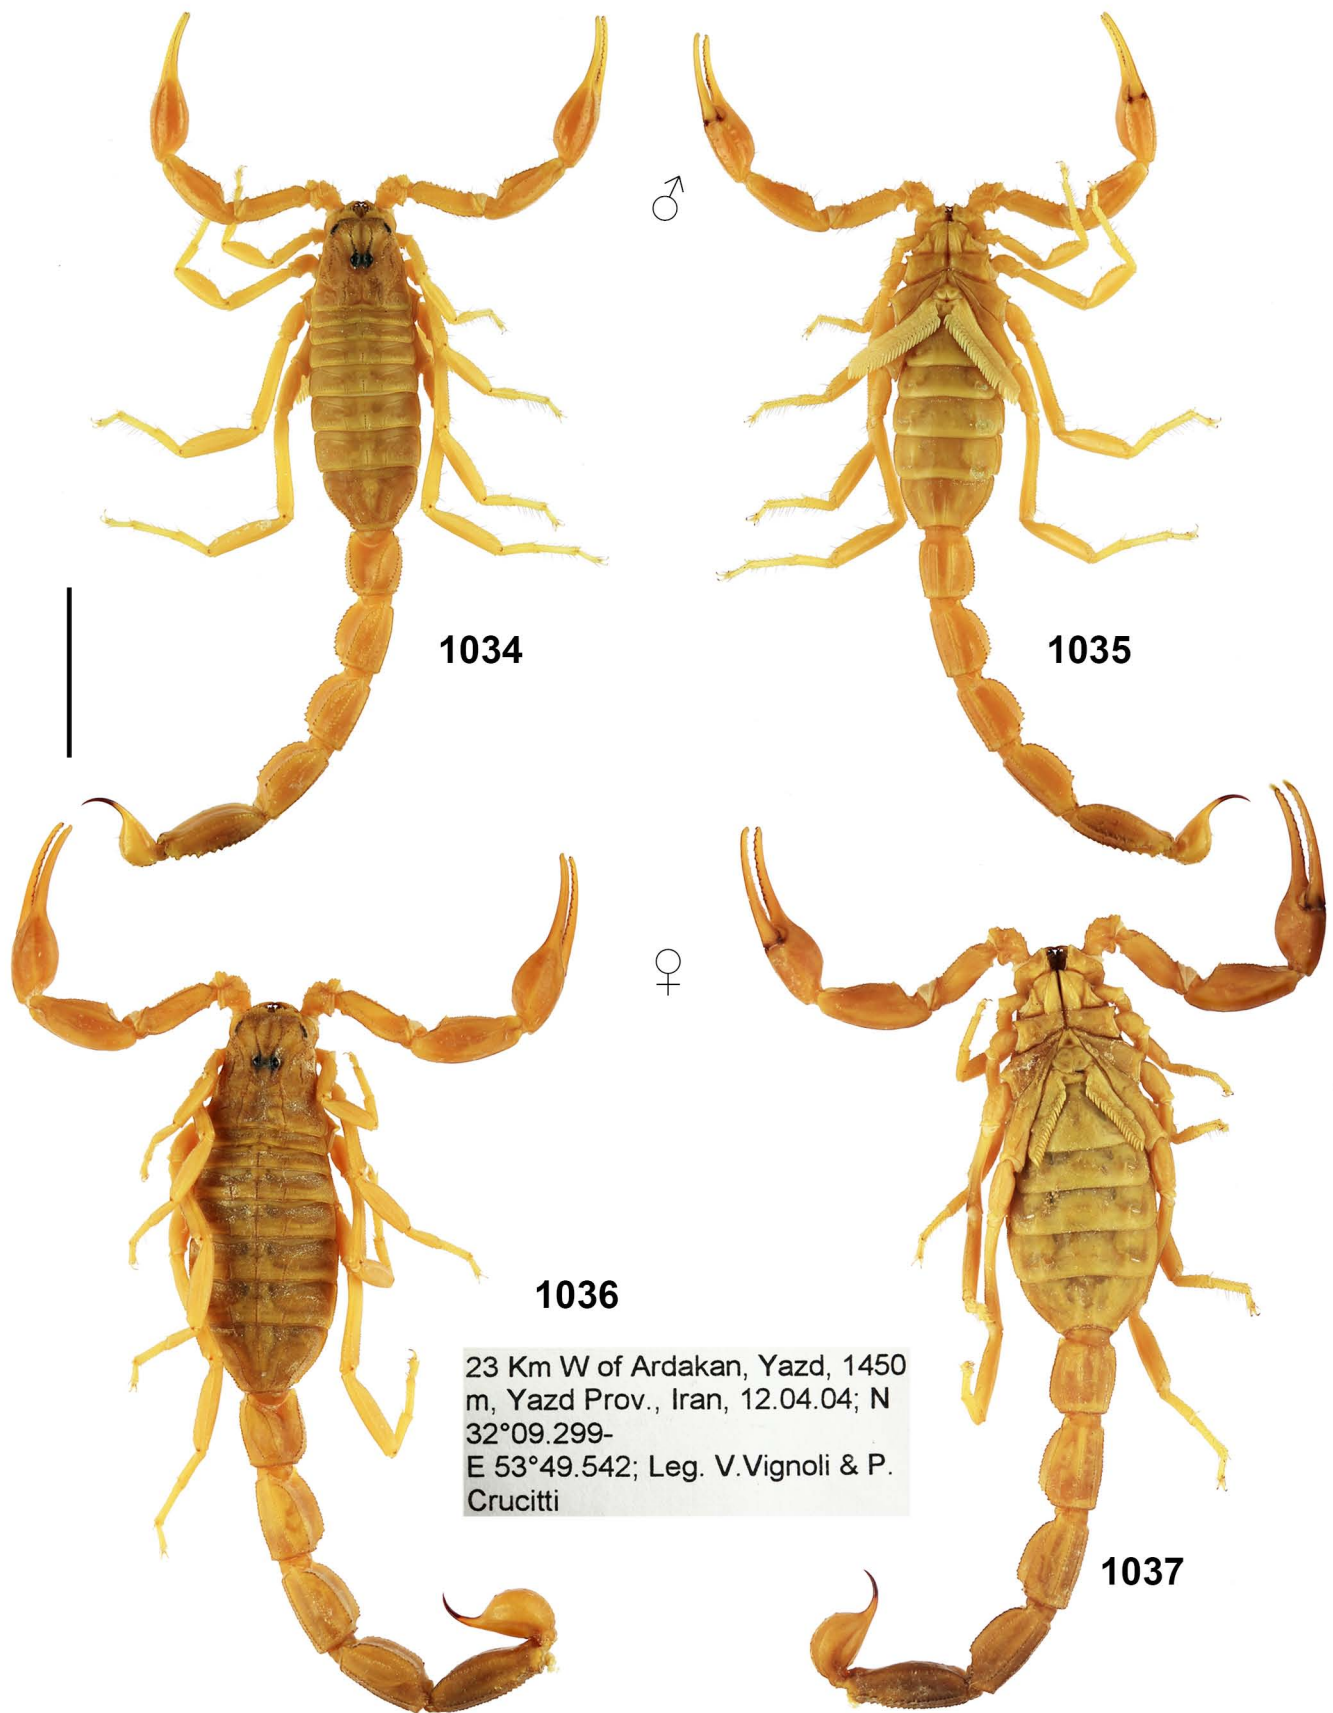 ♂
1034
1035
♀
1036
23 Km W of Ardakan, Yazd, 1450
m, Yazd Prov., Iran, 12.04.04; N
32°09.299-
E 53°49.542; Leg. V.Vignoli & P.
Crucitti
1037